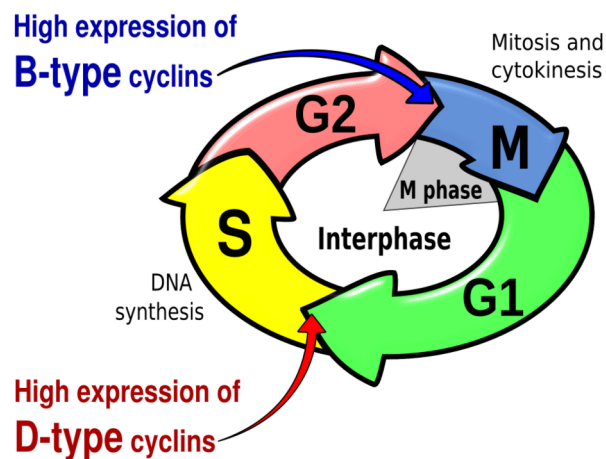 High expression of
B-type cyclins
Mitosis and
cytokinesis
G2
M
M phase
S
Interphase
DNA
synthesis
G1
High expression of
D-type cyclins